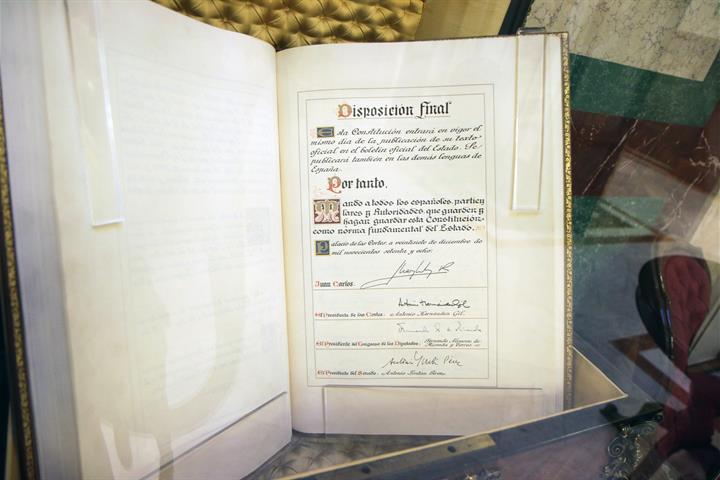 Disposición final
Esta Constitución entrará en vigor el
mismo día de la publicación de su texto
oficial en el boletín oficial del Estado. Se
publicará también en las demás lenguas de
España.
Por tanto,
Mando a todos los españoles, particu
lares y Autoridades, que guarden y
hagan guardar esta Constitución
como norma fundamental del Estado.
Palacio de las Cortes a veintisiete de diciembre de
mil novecientos setenta y ocho.
Juan Carlos.
El Presidente de las Cortes: Antonio Hernández Gil.
El Presidente del Congreso de los Diputados: Fernando Álvarez de
Miranda y Torres
El Presidente del Senado: Antonio Fontán Pérez